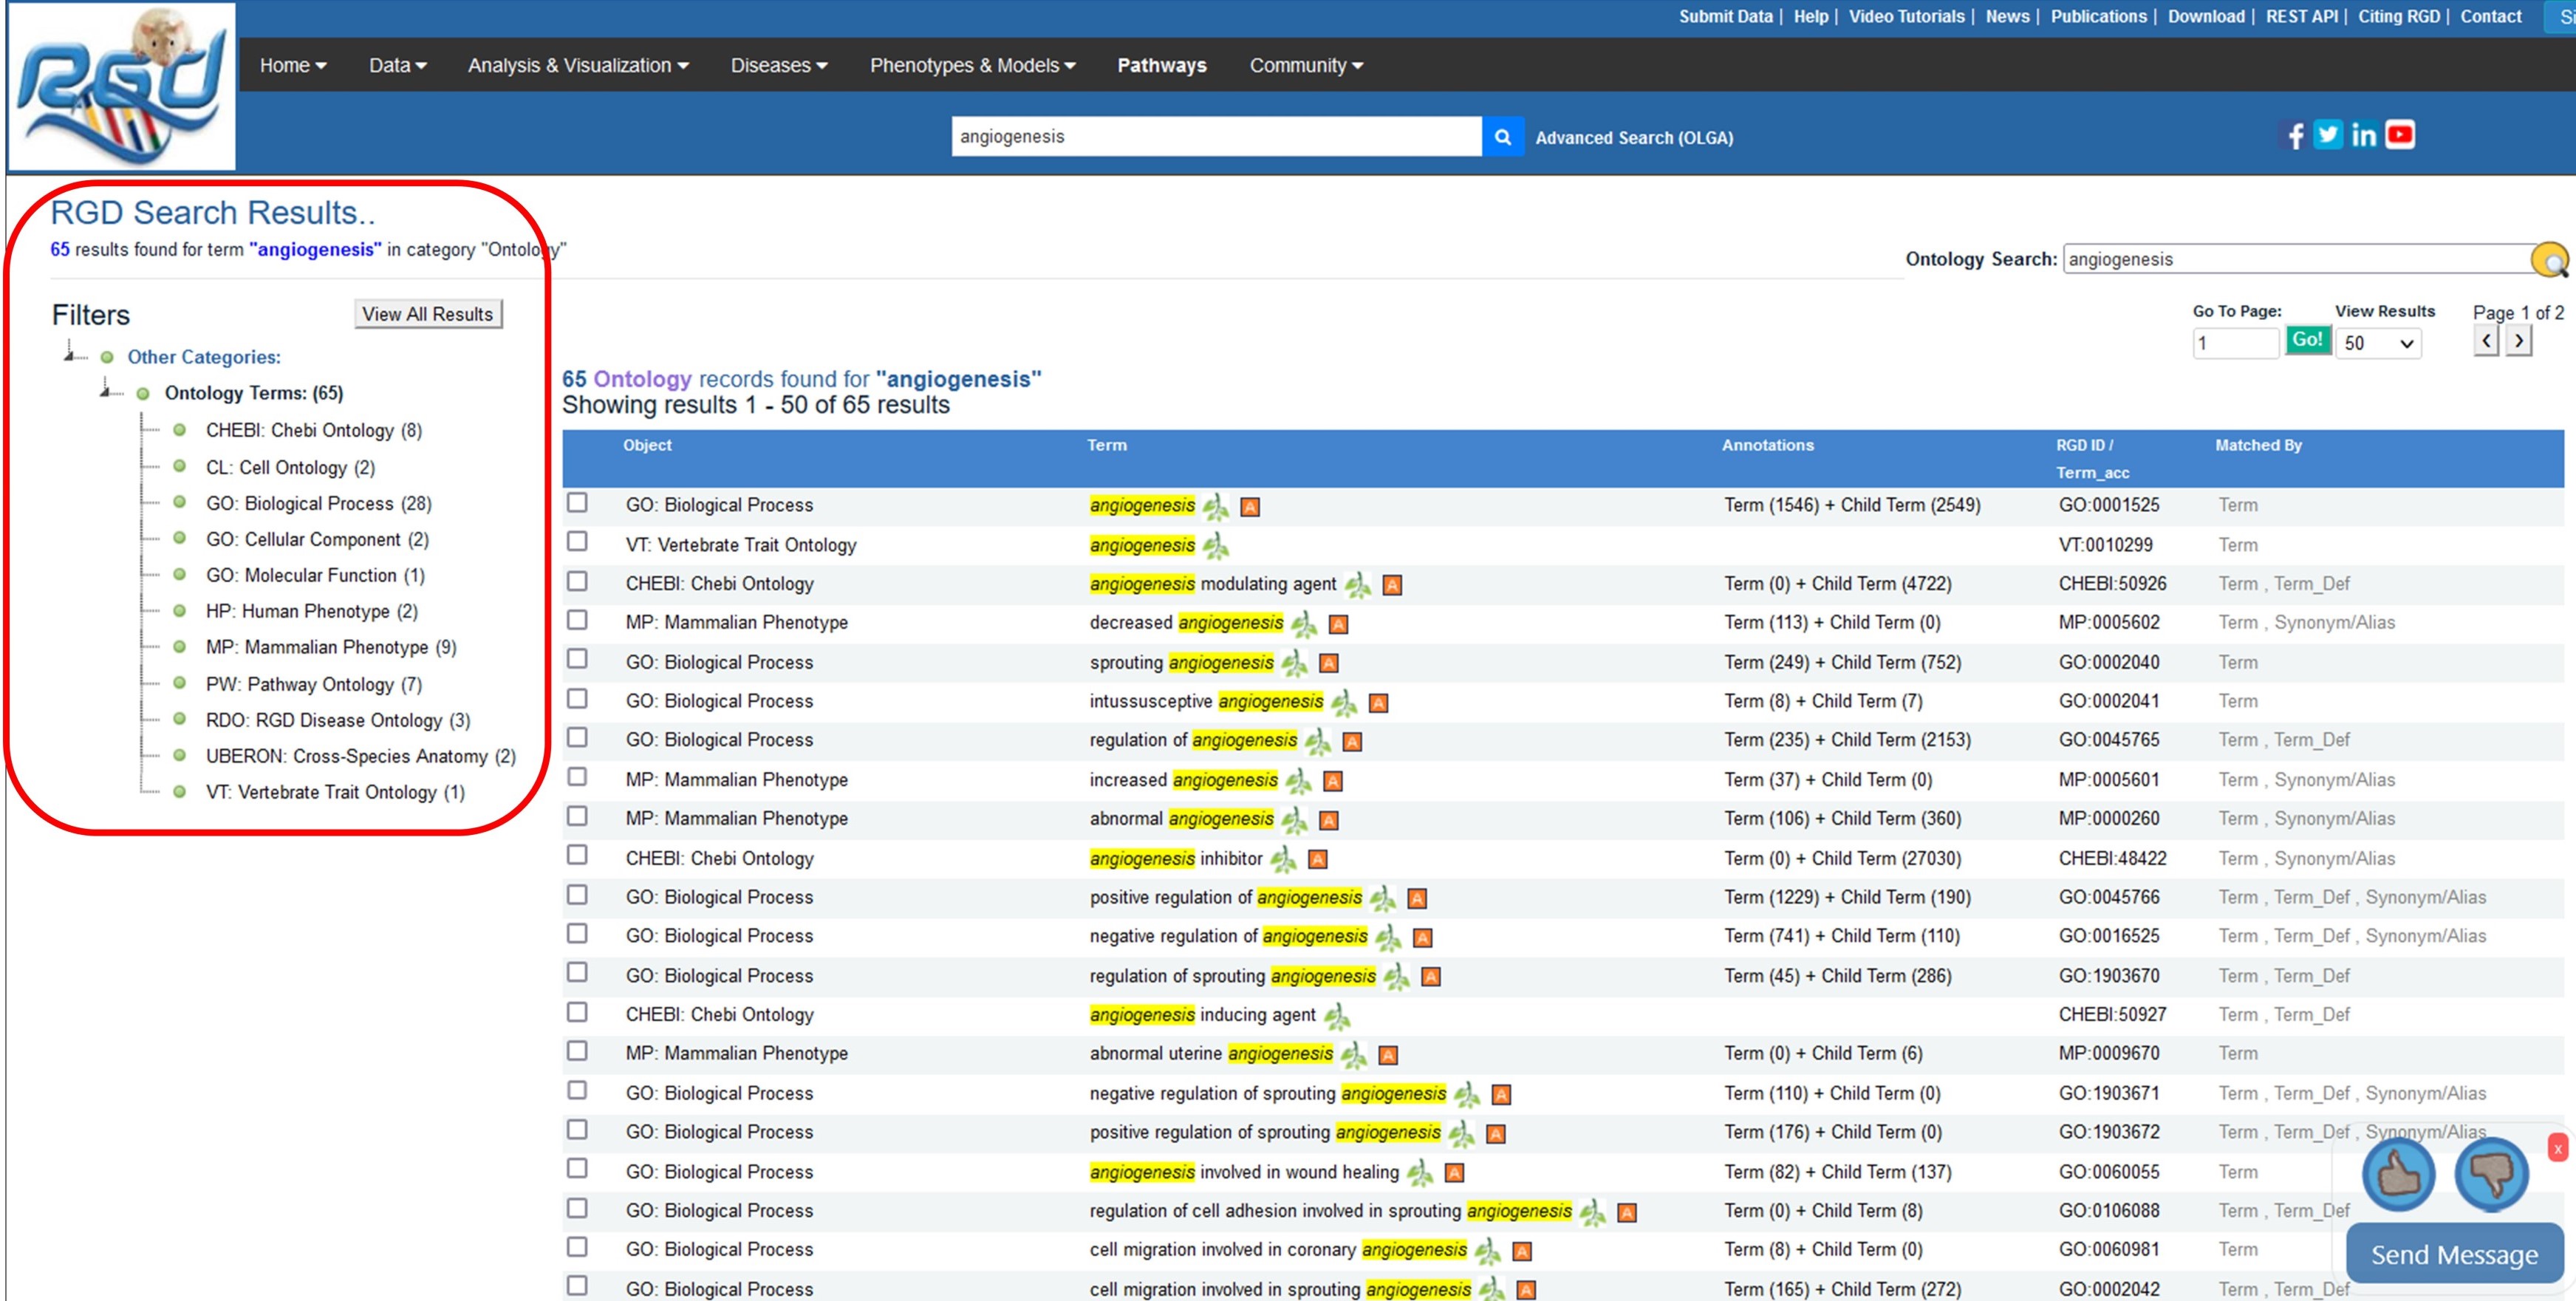 Submit Data | Help | Video Tutorials | News | Publications | Download | REST API | Citing RGD | Contact
RGD
Home Data Analysis & Visualization Diseases Phenotypes & Models Pathways Community
angiogenesis Advanced Search (OLGA)
RGD Search Results..
65 results found for term "angiogenesis" in category "Ontology"
Ontology Search: angiogenesis
Filters View All Results
Other Categories:
Ontology Terms: (65)
CHEBI: Chebi Ontology (8)
CL: Cell Ontology (2)
GO: Biological Process (28)
GO: Cellular Component (2)
GO: Molecular Function (1)
HP: Human Phenotype (2)
MP: Mammalian Phenotype (9)
PW: Pathway Ontology (7)
RDO: RGD Disease Ontology (3)
UBERON: Cross-Species Anatomy (2)
VT: Vertebrate Trait Ontology (1)
Go To Page: View Results Page 1 of 2
1 Go! 50 < >
65 Ontology records found for "angiogenesis"
Showing results 1 - 50 of 65 results
Object Term Annotations RGD ID / Term_acc Matched By
GO: Biological Process angiogenesis A Term (1546) + Child Term (2549) GO:0001525 Term
VT: Vertebrate Trait Ontology angiogenesis VT:0010299 Term
CHEBI: Chebi Ontology angiogenesis modulating agent A Term (0) + Child Term (4722) CHEBI:50926 Term , Term_Def
MP: Mammalian Phenotype decreased angiogenesis A Term (113) + Child Term (0) MP:0005602 Term , Synonym/Alias
GO: Biological Process sprouting angiogenesis A Term (249) + Child Term (752) GO:0002040 Term
GO: Biological Process intussusceptive angiogenesis A Term (8) + Child Term (7) GO:0002041 Term
GO: Biological Process regulation of angiogenesis A Term (235) + Child Term (2153) GO:0045765 Term , Term_Def
MP: Mammalian Phenotype increased angiogenesis A Term (37) + Child Term (0) MP:0005601 Term , Synonym/Alias
MP: Mammalian Phenotype abnormal angiogenesis A Term (106) + Child Term (360) MP:0000260 Term , Synonym/Alias
CHEBI: Chebi Ontology angiogenesis inhibitor A Term (0) + Child Term (27030) CHEBI:48422 Term , Synonym/Alias
GO: Biological Process positive regulation of angiogenesis A Term (1229) + Child Term (190) GO:0045766 Term , Term_Def , Synonym/Alias
GO: Biological Process negative regulation of angiogenesis A Term (741) + Child Term (110) GO:0016525 Term , Term_Def , Synonym/Alias
GO: Biological Process regulation of sprouting angiogenesis A Term (45) + Child Term (286) GO:1903670 Term , Term_Def
CHEBI: Chebi Ontology angiogenesis inducing agent CHEBI:50927 Term , Term_Def
MP: Mammalian Phenotype abnormal uterine angiogenesis A Term (0) + Child Term (6) MP:0009670 Term
GO: Biological Process negative regulation of sprouting angiogenesis A Term (110) + Child Term (0) GO:1903671 Term , Term_Def , Synonym/Alias
GO: Biological Process positive regulation of sprouting angiogenesis A Term (176) + Child Term (0) GO:1903672 Term , Term_Def , Synonym/Alias
x
GO: Biological Process angiogenesis involved in wound healing A Term (82) + Child Term (137) GO:0060055 Term
GO: Biological Process regulation of cell adhesion involved in sprouting angiogenesis A Term (0) + Child Term (8) GO:0106088 Term , Term_Def
GO: Biological Process cell migration involved in coronary angiogenesis A Term (8) + Child Term (0) GO:0060981 Term
Send Message
GO: Biological Process cell migration involved in sprouting angiogenesis A Term (165) + Child Term (272) GO:0002042 Term , Term_Def